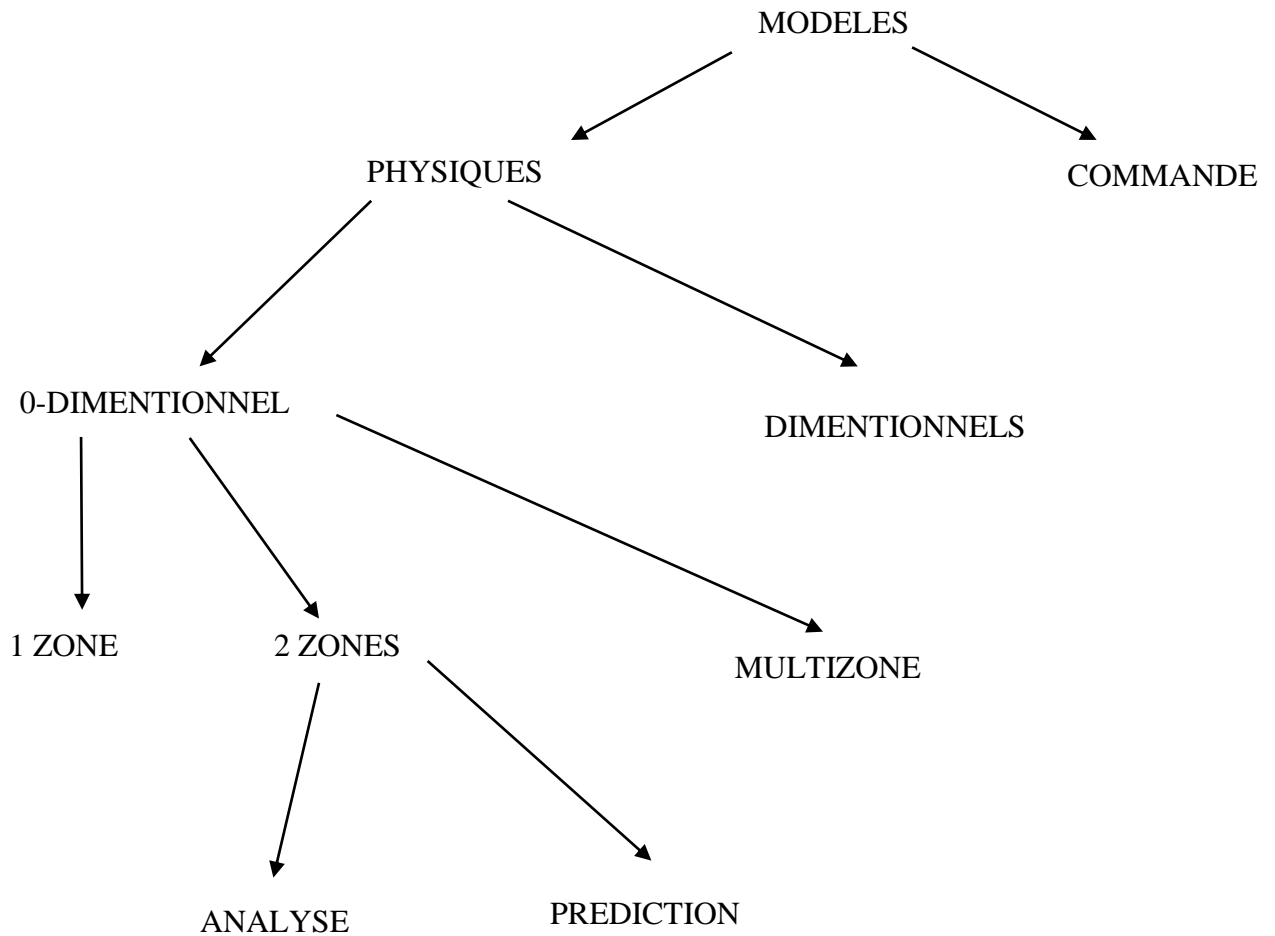 MODELES
PHYSIQUES
COMMANDE
0-DIMENTIONNEL
DIMENTIONNELS
1 ZONE
2 ZONES
MULTIZONE
ANALYSE
PREDICTION